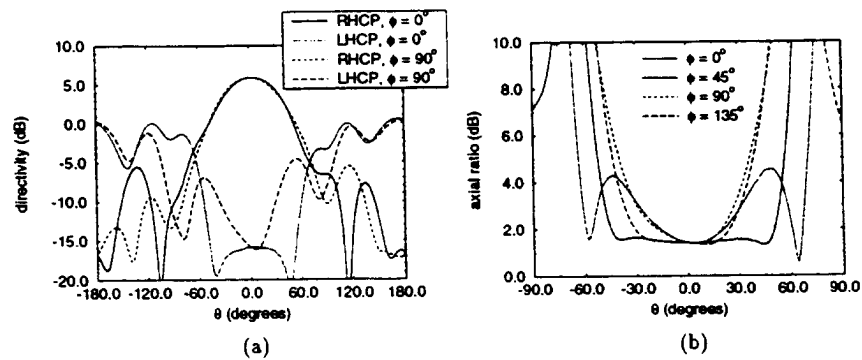 RHCP, ϕ = 0°
LHCP, ϕ = 0°
RHCP, ϕ = 90°
LHCP, ϕ = 90°
10.0
5.0
0.0
-5.0
-10.0
-15.0
-20.0
directivity (dB)
-180.0 -120.0 -60.0 0.0 60.0 120.0 180.0
θ (degrees)
(a)
ϕ = 0°
ϕ = 45°
ϕ = 90°
ϕ = 135°
10.0
8.0
6.0
4.0
2.0
0.0
axial ratio (dB)
-90.0 -60.0 -30.0 0.0 30.0 60.0 90.0
θ (degrees)
(b)